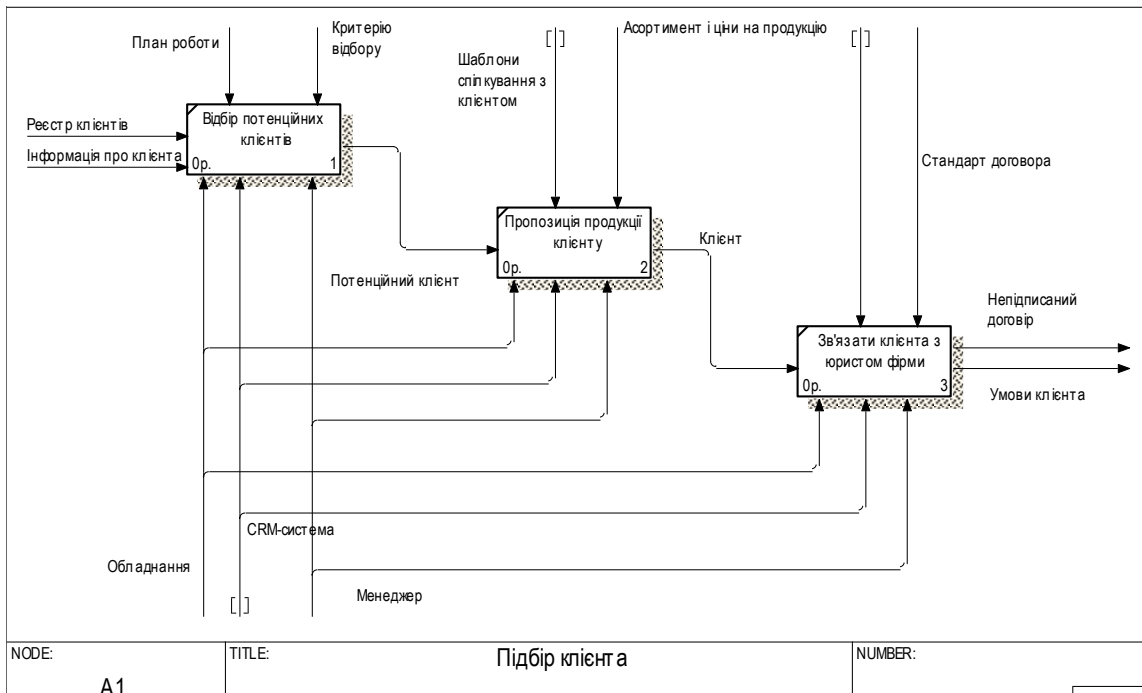 План роботи
Критерію
відбору
Шаблони
спілкування з
клієнтом
Асортимент і ціни на продукцію
Реєстр клієнтів
Інформація про клієнта
Відбір потенційних
клієнтів
0р.
1
Стандарт договора
Пропозиція продукції
клієнту
0р.
2
Потенційний клієнт
Клієнт
Непідписаний
договір
Зв'язати клієнта з
юристом фірми
0р.
3
Умови клієнта
CRM-система
Обладнання
Менеджер
NODE:
A1
TITLE:
Підбір клієнта
NUMBER: